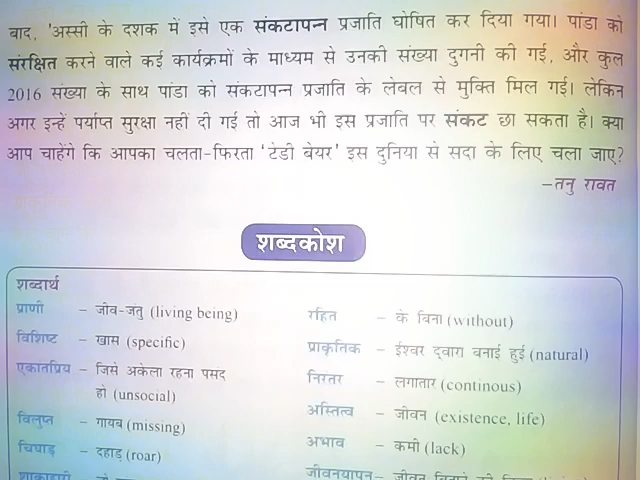 बाद, 'अस्सी के दशक में इसे एक संकटापन्न प्रजाति घोषित कर दिया गया। पांडा को
संरक्षित करने वाले कई कार्यक्रमों के माध्यम से उनकी संख्या दुगनी की गई, और कुल
2016 संख्या के साथ पांडा को संकटापन्न प्रजाति के लेबल से मुक्ति मिल गई। लेकिन
अगर इन्हें पर्याप्त सुरक्षा नहीं दी गई तो आज भी इस प्रजाति पर संकट छा सकता है। क्या
आप चाहेंगे कि आपका चलता-फिरता 'टेडी बेयर' इस दुनिया से सदा के लिए चला जाए?
–तनु रावत
शब्दकोश
शब्दार्थ
प्राणी – जीव-जंतु (living being)
विशिष्ट – खास (specific)
एकांतप्रिय – जिसे अकेला रहना पसंद
हो (unsocial)
विलुप्त – गायब (missing)
चिंघाड़ – दहाड़ (roar)
शाकाहारी
रहित – के बिना (without)
प्राकृतिक – ईश्वर द्वारा बनाई हुई (natural)
निरंतर – लगातार (continous)
अस्तित्व – जीवन (existence, life)
अभाव – कमी (lack)
जीवनयापन – जीवन बिताने की